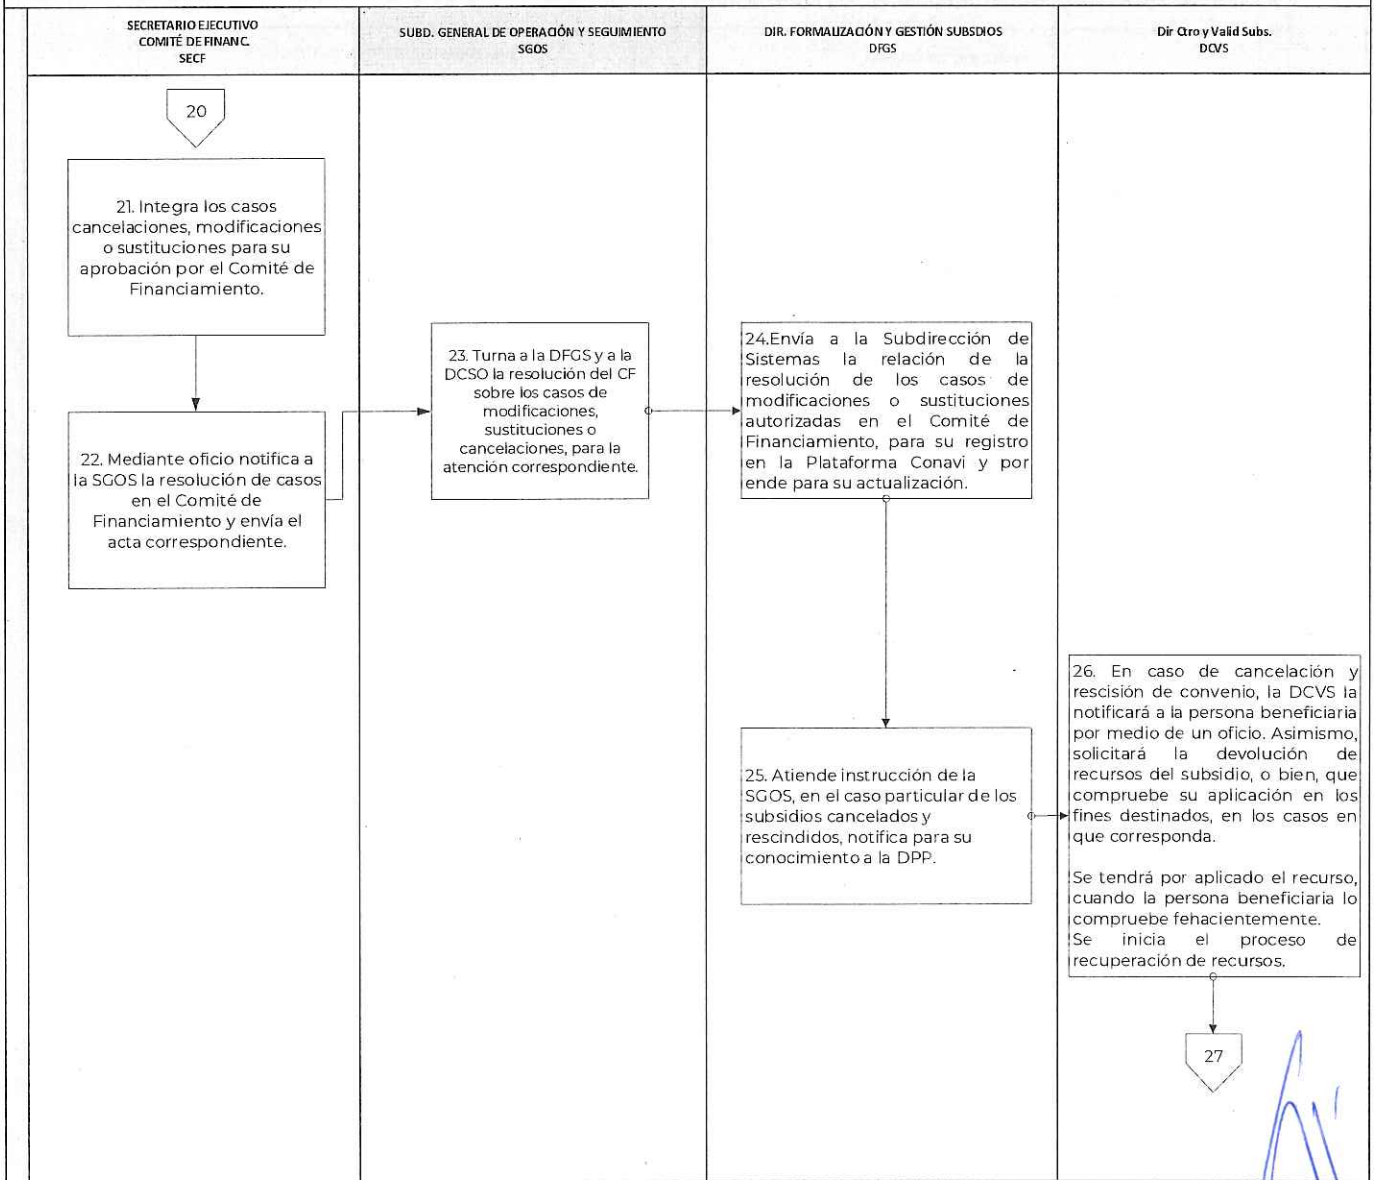 SECRETARIO EJECUTIVO
COMITÉ DE FINANC.
SECF
SUBD. GENERAL DE OPERACIÓN Y SEGUIMIENTO
SGOS
DIR. FORMALIZACIÓN Y GESTIÓN SUBSDIOS
DFGS
Dir Ctro y Valid Subs.
DCVS
20
21. Integra los casos
cancelaciones, modificaciones
o sustituciones para su
aprobación por el Comité de
Financiamiento.
22. Mediante oficio notifica a
la SGOS la resolución de casos
en el Comité de
Financiamiento y envía el
acta correspondiente.
23. Turna a la DFGS y a la
DCSO la resolución del CF
sobre los casos de
modificaciones,
sustituciones o
cancelaciones, para la
atención correspondiente.
24.Envía a la Subdirección de
Sistemas la relación de la
resolución de los casos de
modificaciones o sustituciones
autorizadas en el Comité de
Financiamiento, para su registro
en la Plataforma Conavi y por
ende para su actualización.
25. Atiende instrucción de la
SGOS, en el caso particular de los
subsidios cancelados y
rescindidos, notifica para su
conocimiento a la DPP.
26. En caso de cancelación y
rescisión de convenio, la DCVS la
notificará a la persona beneficiaria
por medio de un oficio. Asimismo,
solicitará la devolución de
recursos del subsidio, o bien, que
compruebe su aplicación en los
fines destinados, en los casos en
que corresponda.
Se tendrá por aplicado el recurso,
cuando la persona beneficiaria lo
compruebe fehacientemente.
Se inicia el proceso de
recuperación de recursos.
27